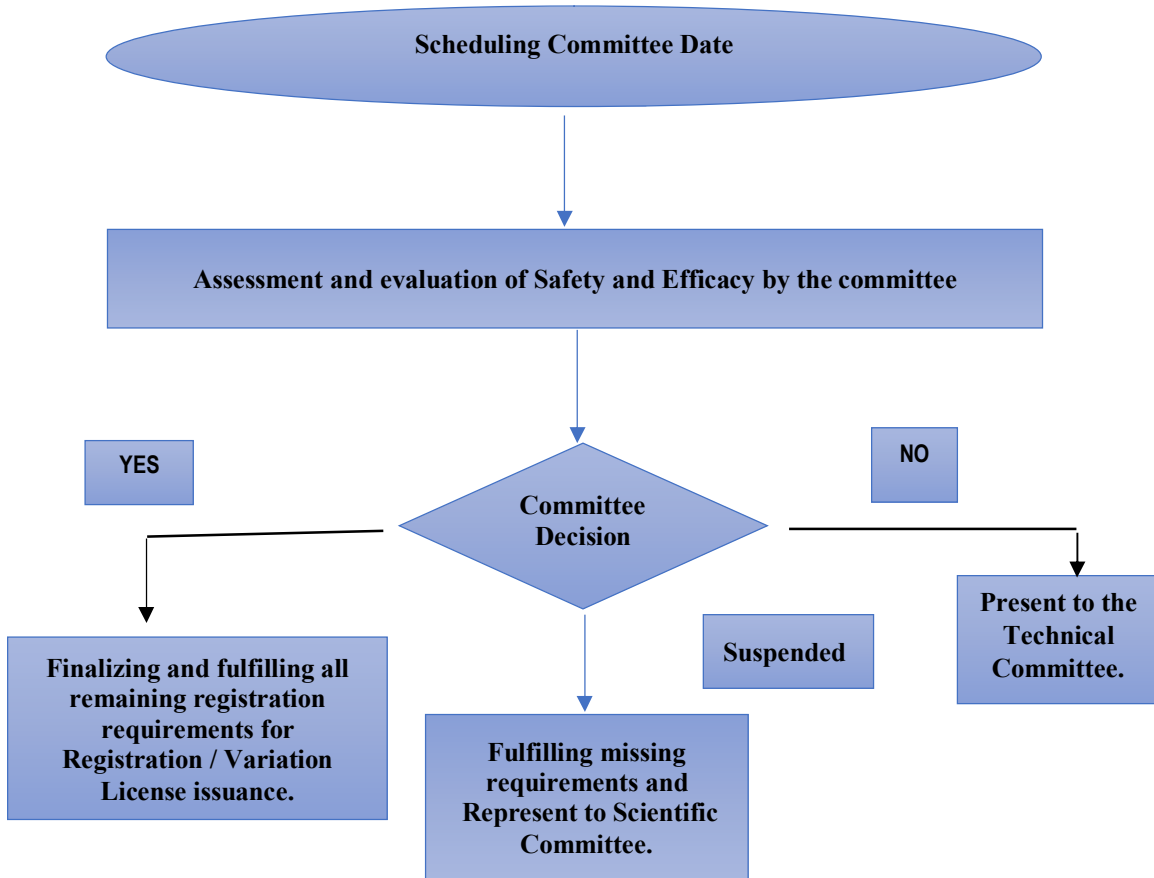 Scheduling Committee Date
Assessment and evaluation of Safety and Efficacy by the committee
YES
NO
Committee
Decision
Present to the
Technical
Committee.
Suspended
Finalizing and fulfilling all
remaining registration
requirements for
Registration / Variation
License issuance.
Fulfilling missing
requirements and
Represent to Scientific
Committee.